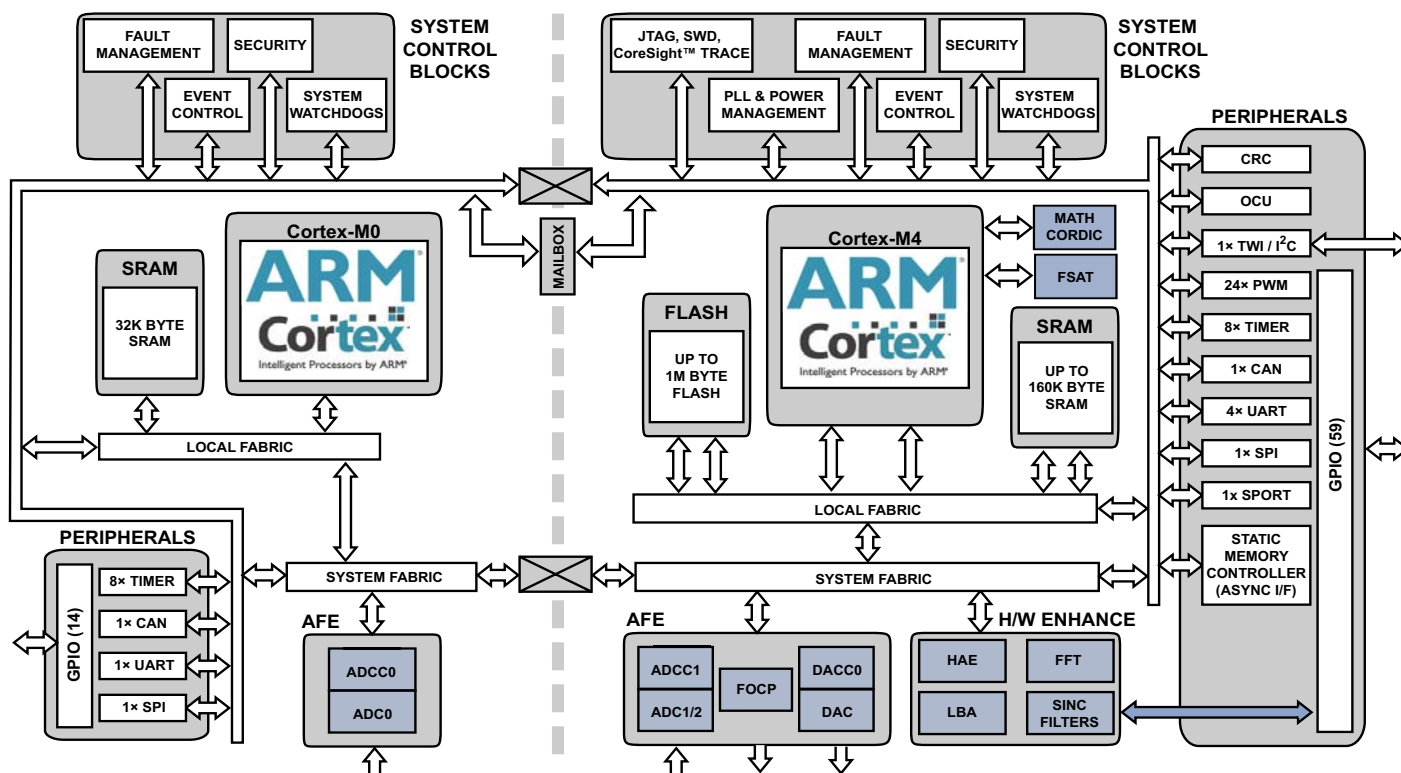 FAULT
MANAGEMENT
SECURITY
EVENT
CONTROL
SYSTEM
WATCHDOGS
SYSTEM
CONTROL
BLOCKS
JTAG, SWD,
CoreSight™ TRACE
FAULT
MANAGEMENT
SECURITY
PLL & POWER
MANAGEMENT
EVENT
CONTROL
SYSTEM
WATCHDOGS
SYSTEM
CONTROL
BLOCKS
MAILBOX
SRAM
32K BYTE
SRAM
Cortex-M0
ARM
Cortex
Intelligent Processors by ARM®
LOCAL FABRIC
PERIPHERALS
GPIO (14)
8× TIMER
1× CAN
1× UART
1× SPI
SYSTEM FABRIC
AFE
ADCC0
ADC0
FLASH
UP TO
1M BYTE
FLASH
Cortex-M4
ARM
Cortex
Intelligent Processors by ARM®
MATH
CORDIC
FSAT
SRAM
UP TO
160K BYTE
SRAM
LOCAL FABRIC
SYSTEM FABRIC
AFE
ADCC1
ADC1/2
FOCP
DACC0
DAC
H/W ENHANCE
HAE
FFT
LBA
SINC
FILTERS
PERIPHERALS
CRC
OCU
1× TWI / I²C
24× PWM
8× TIMER
1× CAN
4× UART
1× SPI
1x SPORT
STATIC
MEMORY
CONTROLLER
(ASYNC I/F)
GPIO (59)